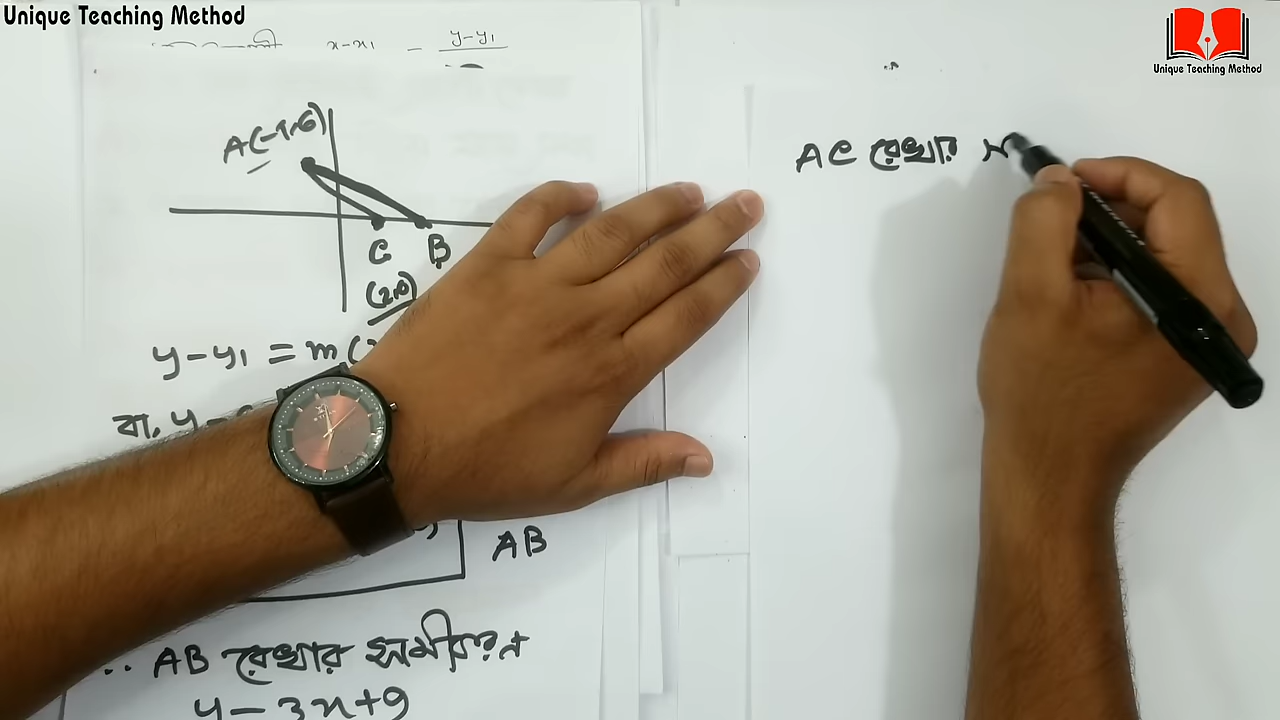 Unique Teaching Method
Unique Teaching Method
x-x₁ - y-y₁
A(-1,6)
C B
(2,0)
y-y₁ = m(
বা, y-
AB
∴ AB রেখার সমীকরণ
y-3x+9
AC রেখার